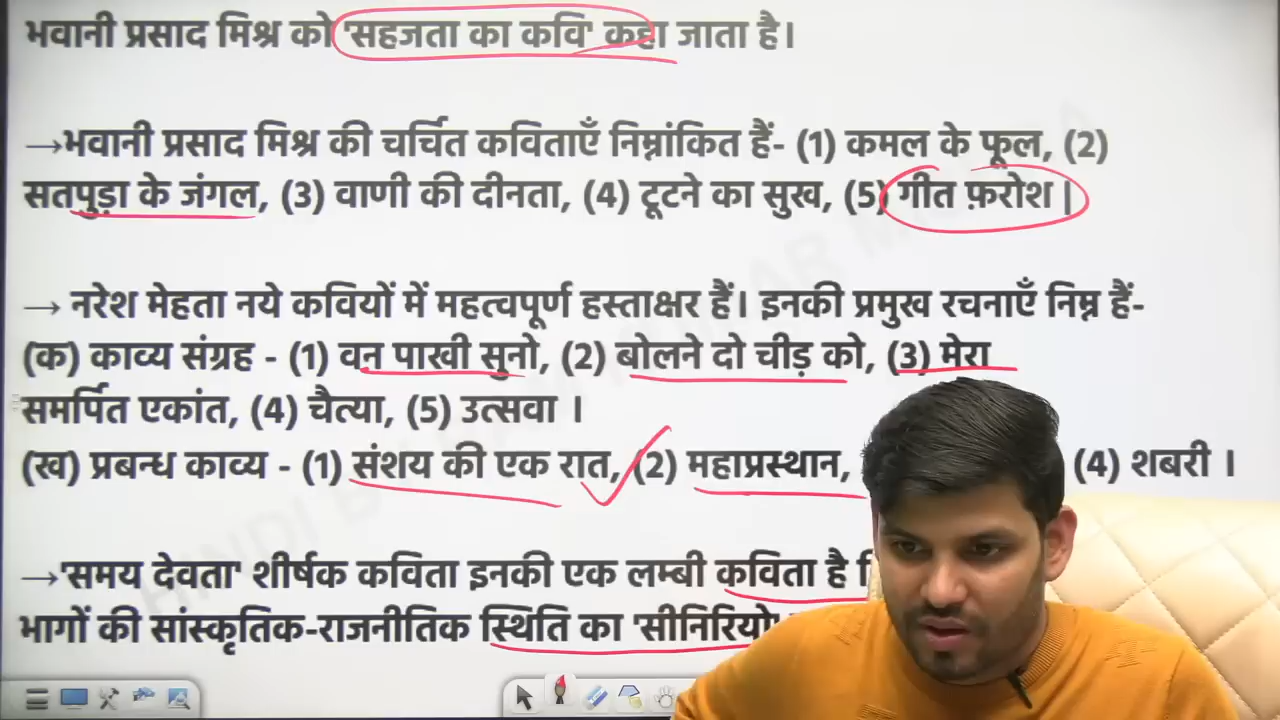 भवानी प्रसाद मिश्र को 'सहजता का कवि' कहा जाता है।
→भवानी प्रसाद मिश्र की चर्चित कविताएँ निम्नांकित हैं- (1) कमल के फूल, (2)
सतपुड़ा के जंगल, (3) वाणी की दीनता, (4) टूटने का सुख, (5) गीत फ़रोश|
→ नरेश मेहता नये कवियों में महत्वपूर्ण हस्ताक्षर हैं। इनकी प्रमुख रचनाएँ निम्न हैं-
(क) काव्य संग्रह - (1) वन पाखी सुनो, (2) बोलने दो चीड़ को, (3) मेरा
समर्पित एकांत, (4) चैत्या, (5) उत्सवा ।
(ख) प्रबन्ध काव्य - (1) संशय की एक रात, (2) महाप्रस्थान, (4) शबरी ।
→'समय देवता' शीर्षक कविता इनकी एक लम्बी कविता है
भागों की सांस्कृतिक-राजनीतिक स्थिति का 'सीनिरियो'